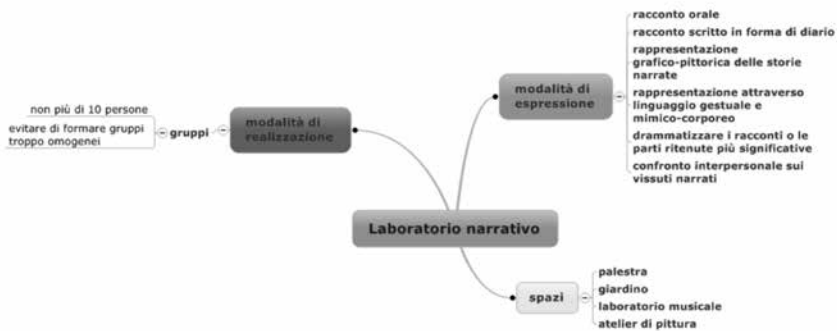 racconto orale
racconto scritto in forma di diario
rappresentazione
grafico-pittorica delle storie
narrate
modalità di
espressione
rappresentazione attraverso
linguaggio gestuale e
mimico-corporeo
drammatizzare i racconti o le
parti ritenute più significative
confronto interpersonale sui
vissuti narrati
non più di 10 persone
evitare di formare gruppi
troppo omogenei
gruppi
modalità di
realizzazione
Laboratorio narrativo
spazi
palestra
giardino
laboratorio musicale
atelier di pittura